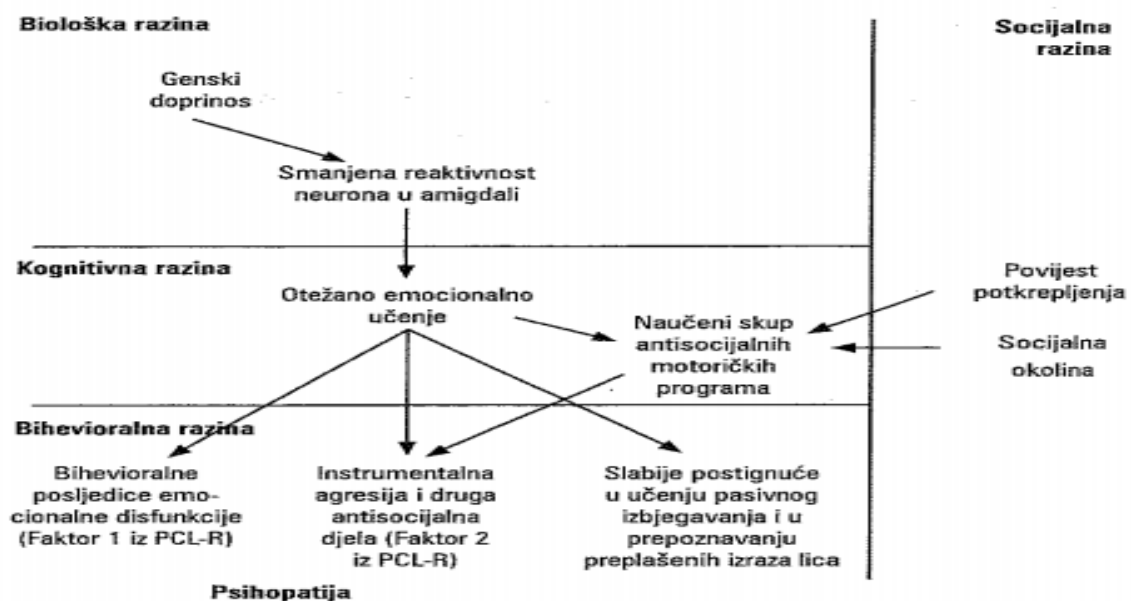 Biološka razina
Socijalna
razina
Genski
doprinos
Smanjena reaktivnost
neurona u amigdali
Kognitivna razina
Otežano emocionalno
učenje
Naučeni skup
antisocijalnih
motoričkih
programa
Povijest
potkrepljenja
Socijalna
okolina
Bihevioralna razina
Bihevioralne
posljedice emo-
cionalne disfunkcije
(Faktor 1 iz PCL-R)
Instrumentalna
agresija i druga
antisocijalna
djela (Faktor 2
iz PCL-R)
Slabije postignuće
u učenju pasivnog
izbjegavanja i u
prepoznavanju
preplašenih izraza lica
Psihopatija